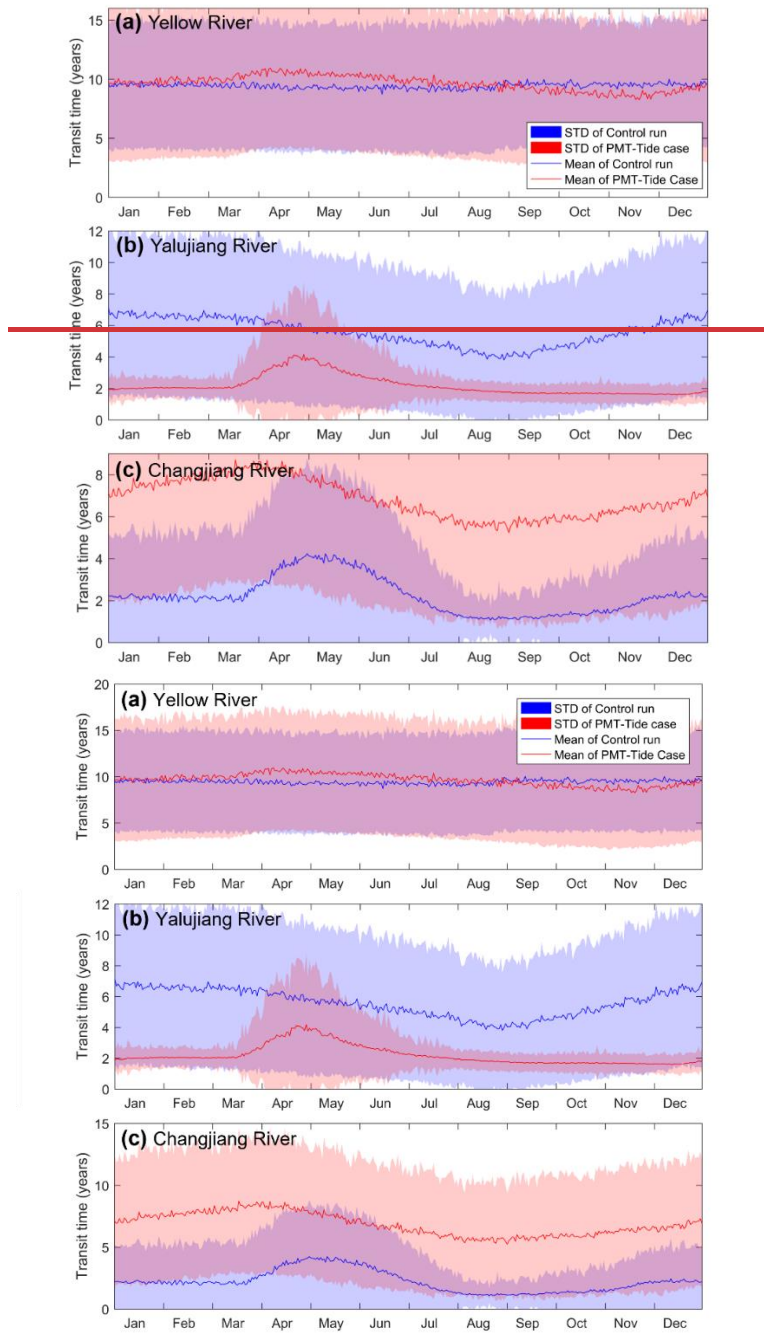 (a) Yellow River
15
10
5
0
Transit time (years)
STD of Control run
STD of PMT-Tide case
Mean of Control run
Mean of PMT-Tide Case
Jan Feb Mar Apr May Jun Jul Aug Sep Oct Nov Dec
(b) Yalujiang River
12
10
8
6
4
2
0
Transit time (years)
Jan Feb Mar Apr May Jun Jul Aug Sep Oct Nov Dec
(c) Changjiang River
8
6
4
2
0
Transit time (years)
Jan Feb Mar Apr May Jun Jul Aug Sep Oct Nov Dec
(a) Yellow River
20
15
10
5
0
Transit time (years)
STD of Control run
STD of PMT-Tide case
Mean of Control run
Mean of PMT-Tide Case
Jan Feb Mar Apr May Jun Jul Aug Sep Oct Nov Dec
(b) Yalujiang River
12
10
8
6
4
2
0
Transit time (years)
Jan Feb Mar Apr May Jun Jul Aug Sep Oct Nov Dec
(c) Changjiang River
15
10
5
0
Transit time (years)
Jan Feb Mar Apr May Jun Jul Aug Sep Oct Nov Dec